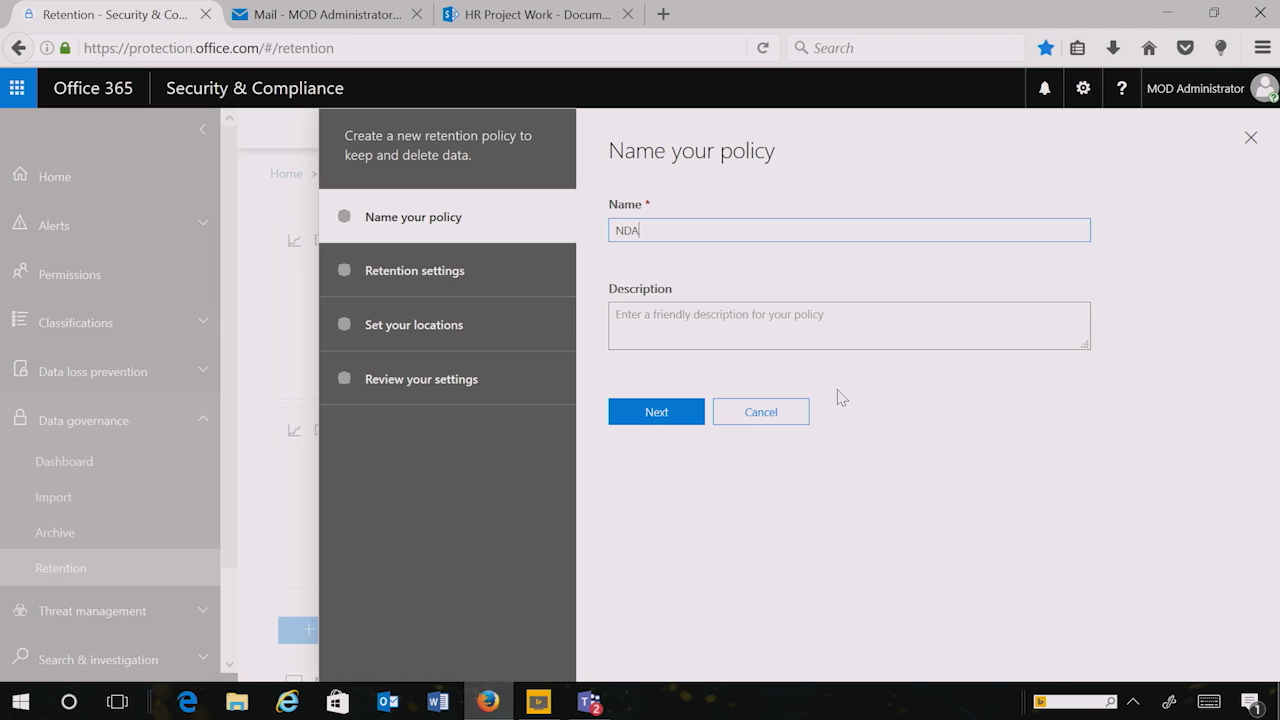 Retention - Security & Co...
Mail - MOD Administrator...
HR Project Work - Docum...
https://protection.office.com/#/retention
Search
Office 365
Security & Compliance
?
MOD Administrator
Home
Alerts
Permissions
Classifications
Data loss prevention
Data governance
Dashboard
Import
Archive
Retention
Threat management
Search & investigation
Home >
Create a new retention policy to
keep and delete data.
Name your policy
Retention settings
Set your locations
Review your settings
Name your policy
Name *
NDA
Description
Enter a friendly description for your policy
Next
Cancel
2
1